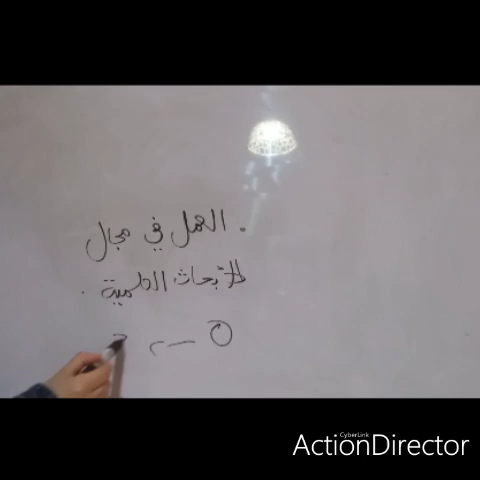 . العمل في مجال
الأبحاث العلمية .
CyberLink
ActionDirector